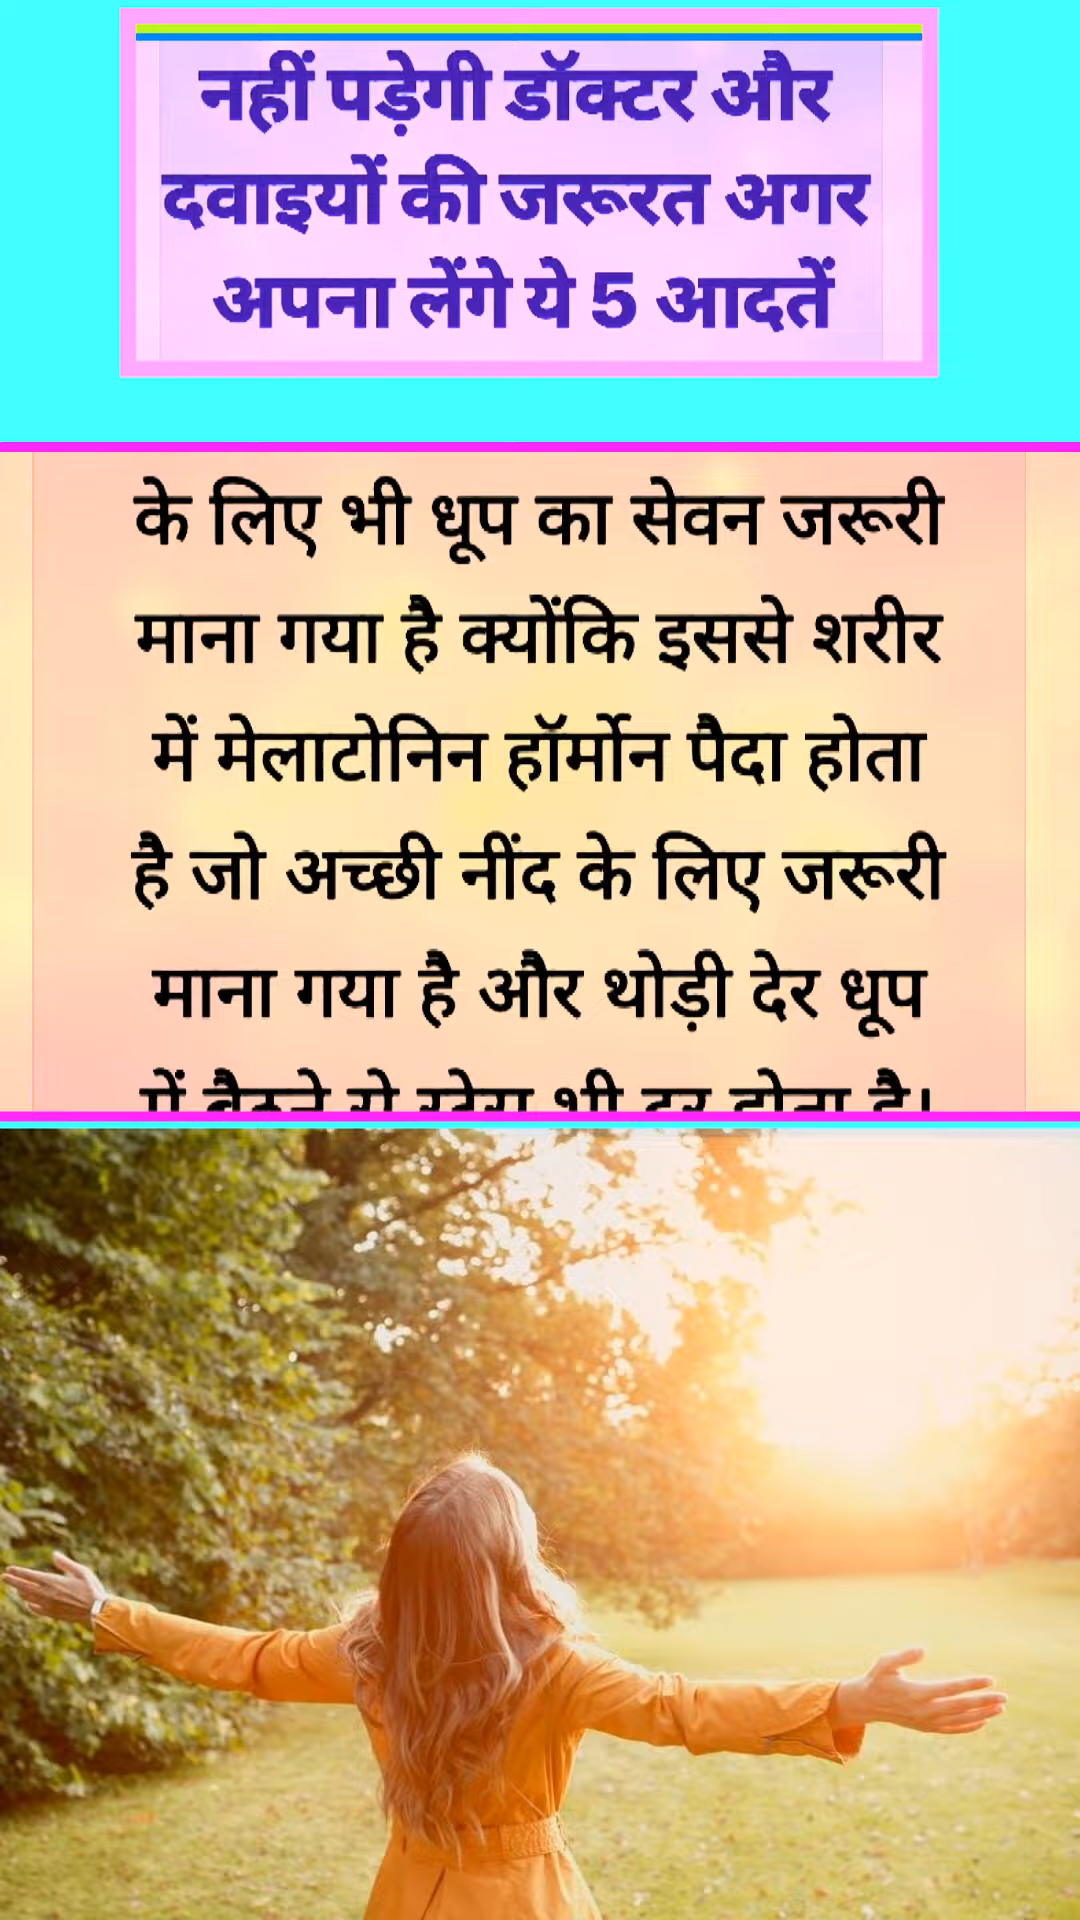 नहीं पड़ेगी डॉक्टर और
दवाइयों की जरूरत अगर
अपना लेंगे ये 5 आदतें
के लिए भी धूप का सेवन जरूरी
माना गया है क्योंकि इससे शरीर
में मेलाटोनिन हॉर्मोन पैदा होता
है जो अच्छी नींद के लिए जरूरी
माना गया है और थोड़ी देर धूप
में बैठने से स्ट्रेस भी दूर होता है।